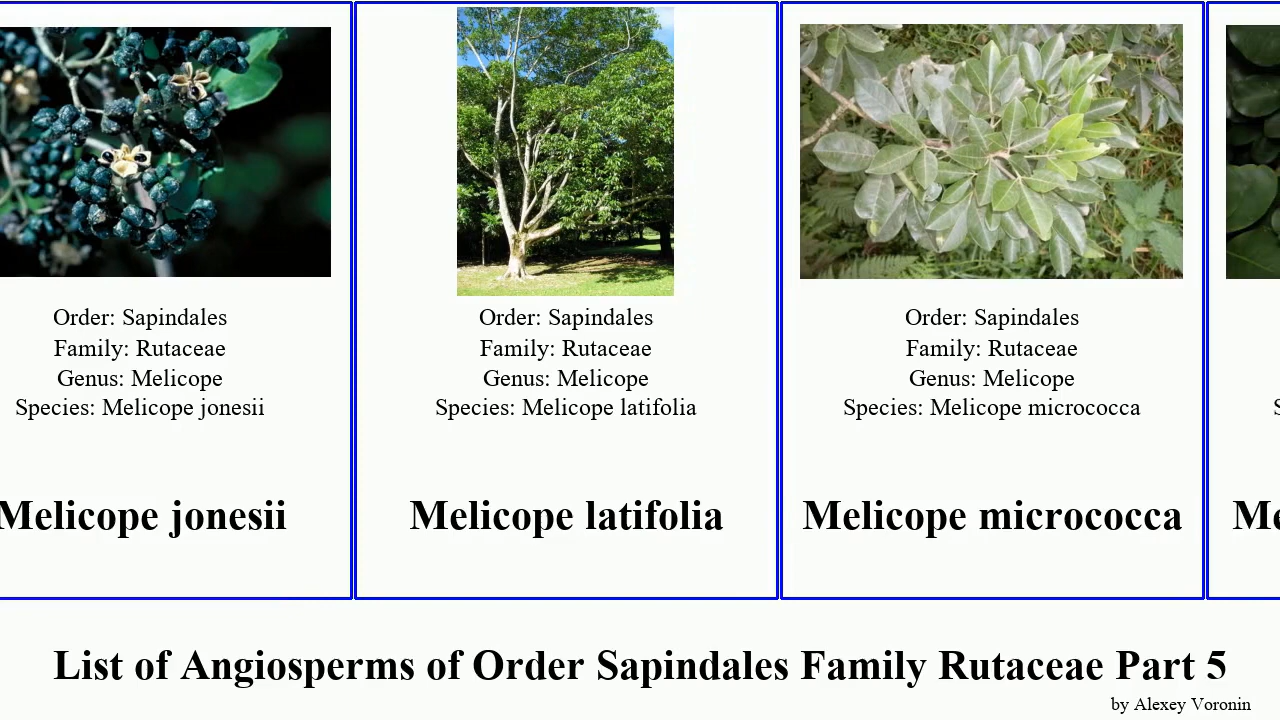 Order: Sapindales
Family: Rutaceae
Genus: Melicope
Species: Melicope jonesii
Melicope jonesii
Order: Sapindales
Family: Rutaceae
Genus: Melicope
Species: Melicope latifolia
Melicope latifolia
Order: Sapindales
Family: Rutaceae
Genus: Melicope
Species: Melicope micrococca
Melicope micrococca
List of Angiosperms of Order Sapindales Family Rutaceae Part 5
by Alexey Voronin